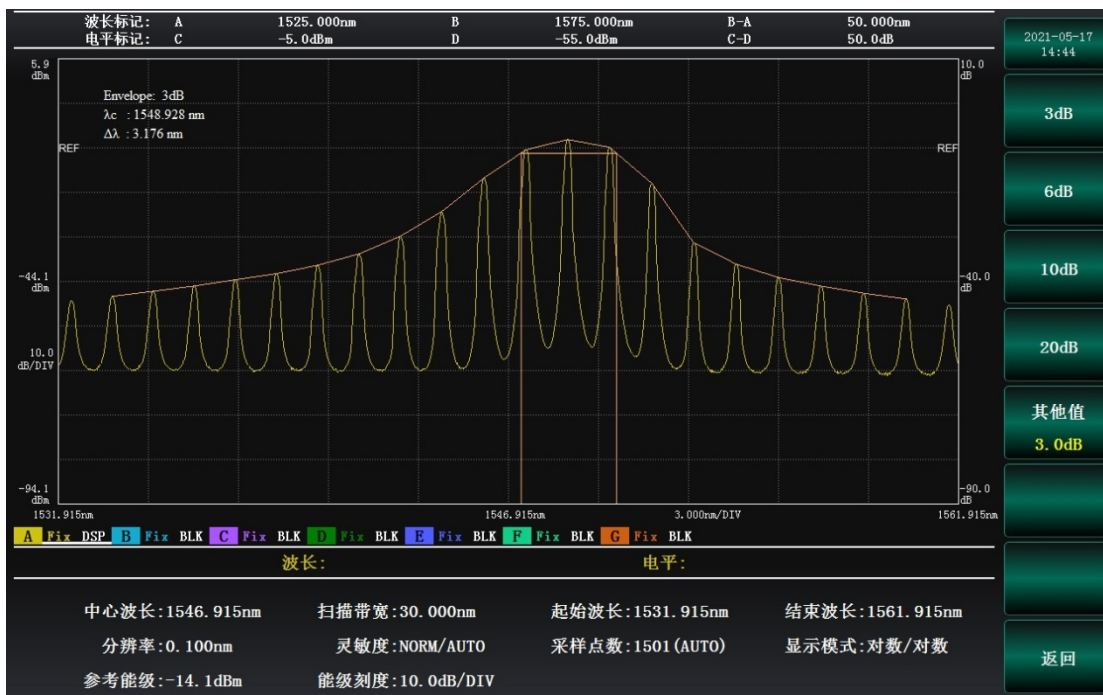 波长标记: A 1525.000nm B 1575.000nm B-A 50.000nm
电平标记: C -5.0dBm D -55.0dBm C-D 50.0dB
2021-05-17
14:44
5.9
dBm
10.0
dB
Envelope: 3dB
λc : 1548.928 nm
Δλ : 3.176 nm
REF
REF
-44.1
dBm
-40.0
dB
10.0
dB/DIV
-94.1
dBm
-90.0
dB
1531.915nm 1546.915nm 3.000nm/DIV 1561.915nm
A Fix DSP B Fix BLK C Fix BLK D Fix BLK E Fix BLK F Fix BLK G Fix BLK
波长: 电平:
中心波长:1546.915nm 扫描带宽:30.000nm 起始波长:1531.915nm 结束波长:1561.915nm
分辨率:0.100nm 灵敏度:NORM/AUTO 采样点数:1501(AUTO) 显示模式:对数/对数
参考能级:-14.1dBm 能级刻度:10.0dB/DIV
3dB
6dB
10dB
20dB
其他值
3.0dB
返回